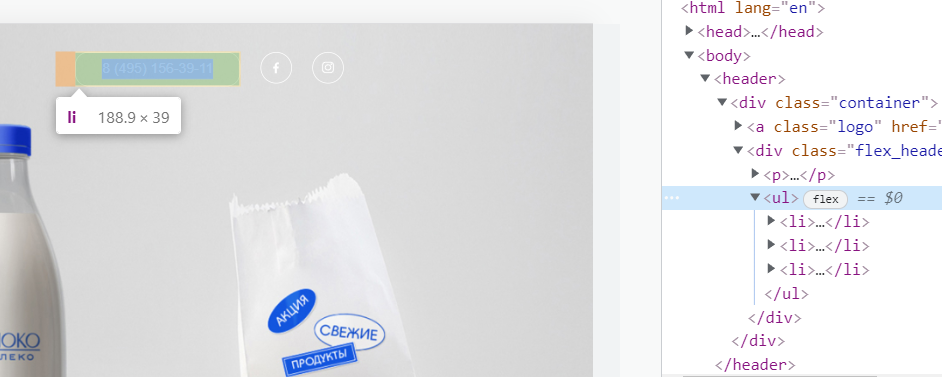 8 (495) 156-39-11
li 188.9 × 39
АКЦИЯ
СВЕЖИЕ
ПРОДУКТЫ
ЛОКО
ЛЕКО
<html lang="en">
<head>…</head>
<body>
<header>
<div class="container">
<a class="logo" href=
<div class="flex_heade
<p>…</p>
··· <ul> flex == $0
<li>…</li>
<li>…</li>
<li>…</li>
</ul>
</div>
</div>
</header>